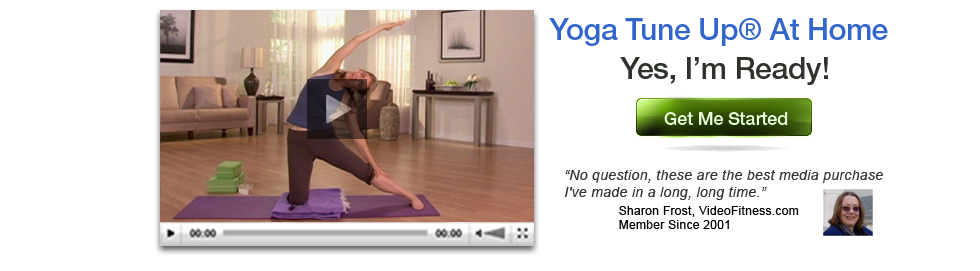 Yoga Tune Up® At Home
Yes, I'm Ready!
Get Me Started
“No question, these are the best media purchase
I've made in a long, long time.”
Sharon Frost, VideoFitness.com
Member Since 2001
00:00 00:00